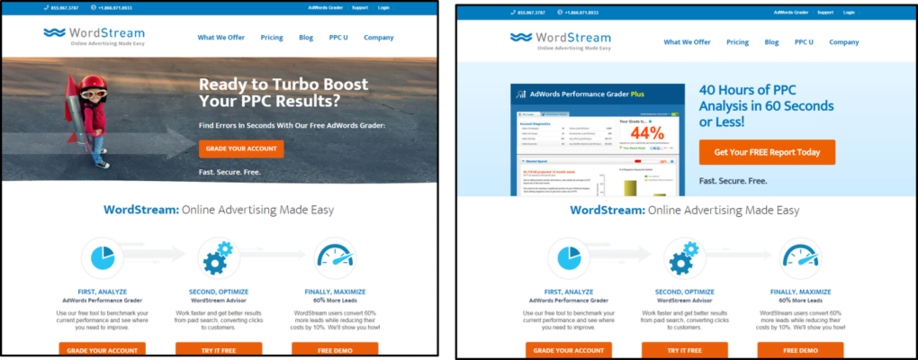 855.967.3787
+1.866.871.8933
AdWords Grader
Support
Login
WordStream
Online Advertising Made Easy
What We Offer
Pricing
Blog
PPC U
Company
Ready to Turbo Boost
Your PPC Results?
Find Errors In Seconds With Our Free AdWords Grader:
GRADE YOUR ACCOUNT
Fast. Secure. Free.
WordStream: Online Advertising Made Easy
FIRST, ANALYZE
AdWords Performance Grader
Use our free tool to benchmark your
current performance and see where
you need to improve.
GRADE YOUR ACCOUNT
SECOND, OPTIMIZE
WordStream Advisor
Work faster and get better results
from paid search, converting clicks
to customers.
TRY IT FREE
FINALLY, MAXIMIZE
60% More Leads
WordStream users convert 60%
more leads while reducing their
costs by 10%. We'll show you how!
FREE DEMO
855.967.3787
+1.866.871.8933
AdWords Grader
Support
Login
WordStream
Online Advertising Made Easy
What We Offer
Pricing
Blog
PPC U
Company
AdWords Performance Grader Plus
Your Grade Is...
44%
40 Hours of PPC
Analysis in 60 Seconds
or Less!
Get Your FREE Report Today
Fast. Secure. Free.
WordStream: Online Advertising Made Easy
FIRST, ANALYZE
AdWords Performance Grader
Use our free tool to benchmark your
current performance and see where
you need to improve.
GRADE YOUR ACCOUNT
SECOND, OPTIMIZE
WordStream Advisor
Work faster and get better results
from paid search, converting clicks
to customers.
TRY IT FREE
FINALLY, MAXIMIZE
60% More Leads
WordStream users convert 60%
more leads while reducing their
costs by 10%. We'll show you how!
FREE DEMO